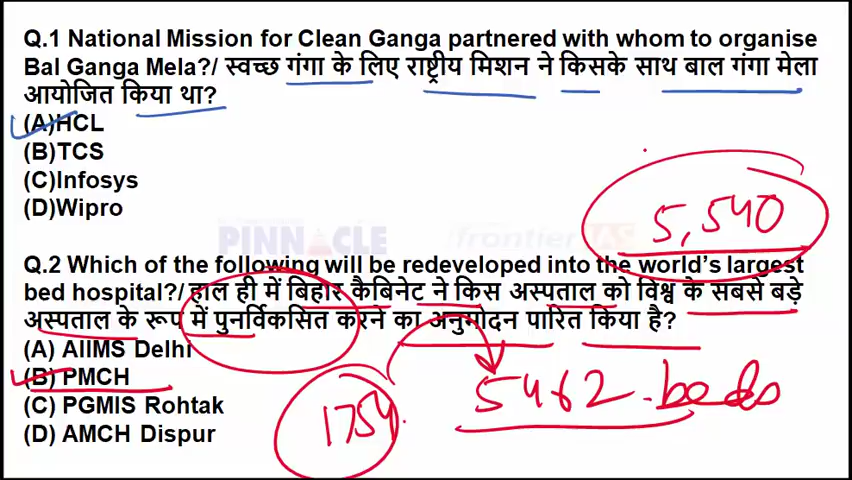 Q.1 National Mission for Clean Ganga partnered with whom to organise
Bal Ganga Mela?/ स्वच्छ गंगा के लिए राष्ट्रीय मिशन ने किसके साथ बाल गंगा मेला
आयोजित किया था?
(A)HCL
(B)TCS
(C)Infosys
(D)Wipro
5,540
PINNACLE frontier IAS
Q.2 Which of the following will be redeveloped into the world's largest
bed hospital?/ हाल ही में बिहार कैबिनेट ने किस अस्पताल को विश्व के सबसे बड़े
अस्पताल के रूप में पुनर्विकसित करने का अनुमोदन पारित किया है?
(A) AIIMS Delhi
(B) PMCH
(C) PGMIS Rohtak
(D) AMCH Dispur
1754 5462 beds